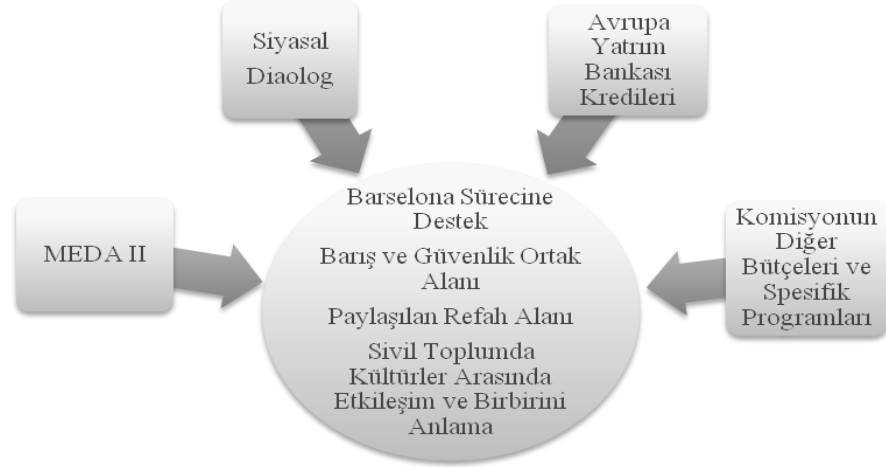 Siyasal
Diaolog
Avrupa
Yatrım
Bankası
Kredileri
MEDA II
Barselona Sürecine
Destek
Barış ve Güvenlik Ortak
Alanı
Paylaşılan Refah Alanı
Sivil Toplumda
Kültürler Arasında
Etkileşim ve Birbirini
Anlama
Komisyonun
Diğer
Bütçeleri ve
Spesifik
Programları